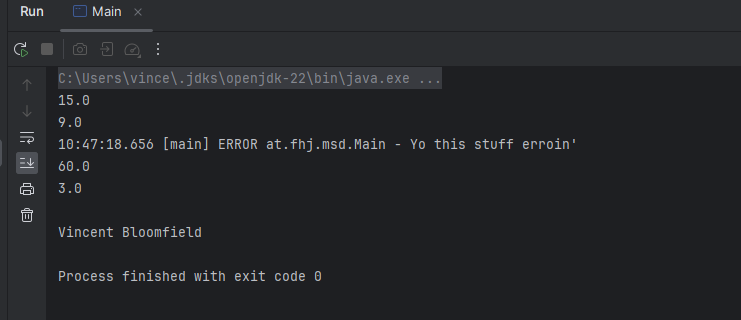 Run
Main
C:\Users\vince\.jdks\openjdk-22\bin\java.exe ...
15.0
9.0
10:47:18.656 [main] ERROR at.fhj.msd.Main - Yo this stuff erroin'
60.0
3.0
Vincent Bloomfield
Process finished with exit code 0